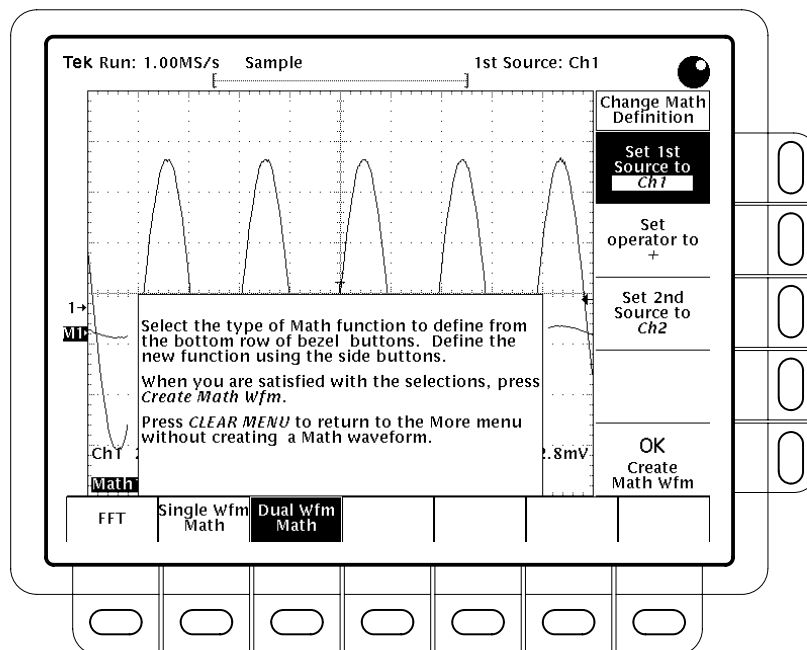 Tek Run: 1.00MS/s Sample 1st Source: Ch1
Change Math
Definition
Set 1st
Source to
Ch1
Set
operator to
+
Set 2nd
Source to
Ch2
OK
Create
Math Wfm
1
M1
Select the type of Math function to define from
the bottom row of bezel buttons. Define the
new function using the side buttons.
When you are satisfied with the selections, press
Create Math Wfm.
Press CLEAR MENU to return to the More menu
without creating a Math waveform.
Ch1 .8mV
Math
FFT
Single Wfm
Math
Dual Wfm
Math